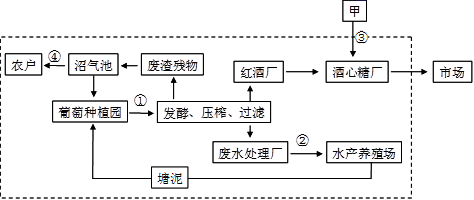 甲
③
农户
④
沼气池
废渣残物
红酒厂
酒心糖厂
市场
葡萄种植园
①
发酵、压榨、过滤
废水处理厂
②
水产养殖场
塘泥